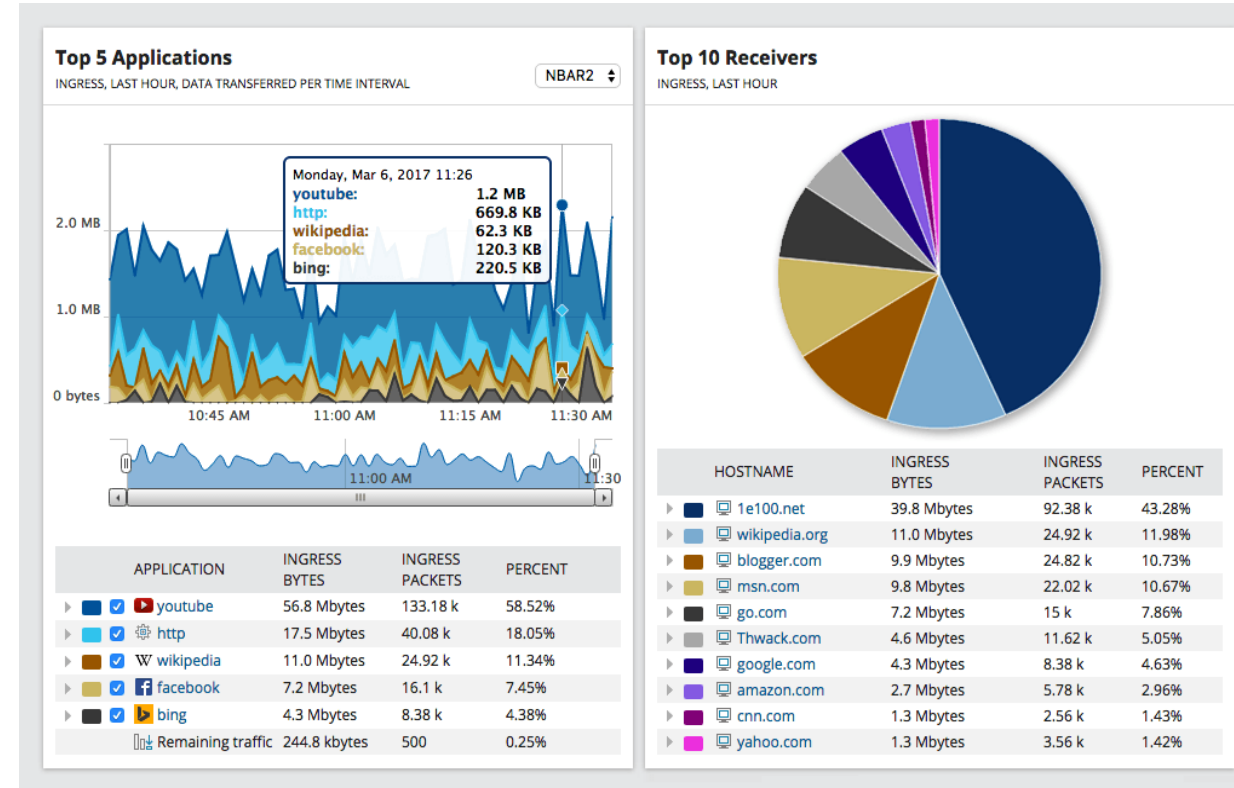 Top 5 Applications
INGRESS, LAST HOUR, DATA TRANSFERRED PER TIME INTERVAL
NBAR2
Monday, Mar 6, 2017 11:26
youtube: 1.2 MB
http: 669.8 KB
wikipedia: 62.3 KB
facebook: 120.3 KB
bing: 220.5 KB
2.0 MB
1.0 MB
0 bytes
10:45 AM 11:00 AM 11:15 AM 11:30 AM
11:00 AM 11:30
APPLICATION INGRESS BYTES INGRESS PACKETS PERCENT
youtube 56.8 Mbytes 133.18 k 58.52%
http 17.5 Mbytes 40.08 k 18.05%
W wikipedia 11.0 Mbytes 24.92 k 11.34%
f facebook 7.2 Mbytes 16.1 k 7.45%
b bing 4.3 Mbytes 8.38 k 4.38%
Remaining traffic 244.8 kbytes 500 0.25%
Top 10 Receivers
INGRESS, LAST HOUR
HOSTNAME INGRESS BYTES INGRESS PACKETS PERCENT
1e100.net 39.8 Mbytes 92.38 k 43.28%
wikipedia.org 11.0 Mbytes 24.92 k 11.98%
blogger.com 9.9 Mbytes 24.82 k 10.73%
msn.com 9.8 Mbytes 22.02 k 10.67%
go.com 7.2 Mbytes 15 k 7.86%
Thwack.com 4.6 Mbytes 11.62 k 5.05%
google.com 4.3 Mbytes 8.38 k 4.63%
amazon.com 2.7 Mbytes 5.78 k 2.96%
cnn.com 1.3 Mbytes 2.56 k 1.43%
yahoo.com 1.3 Mbytes 3.56 k 1.42%